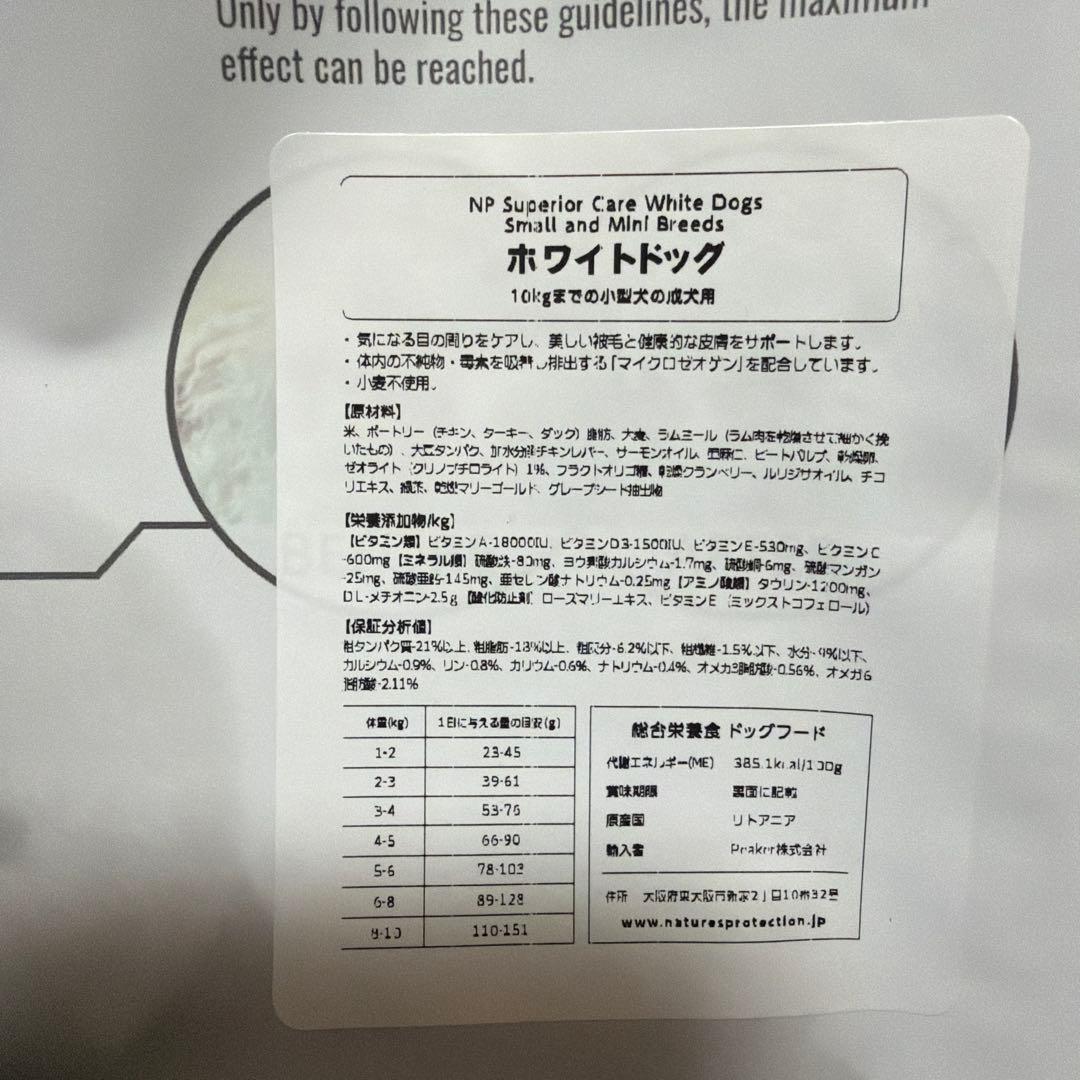 Only by following these guidelines, the maximum
effect can be reached.
NP Superior Care White Dogs
Small and Mini Breeds
ホワイトドッグ
10kgまでの小型犬の成犬用
・気になる目の周りをケアし、美しい被毛と健康的な皮膚をサポートします。
・体内の不純物・毒素を吸着し排出する「マイクロゼオゲン」を配合しています。
・小麦不使用。
【原材料】
米、ポートリー（チキン、ターキー、ダック）脂肪、大麦、ラムミール（ラム肉を乾燥させて細かく挽
いたもの）、大豆タンパク、加水分解チキンレバー、サーモンオイル、亜麻仁、ビートパルプ、乾燥卵、
ゼオライト（クリノプチロライト）1%、フラクトオリゴ糖、乾燥クランベリー、ルリジサオイル、チコ
リエキス、緑茶、乾燥マリーゴールド、グレープシード抽出物
【栄養添加物/kg】
【ビタミン類】ビタミンA-18000IU、ビタミンD3-1500IU、ビタミンE-530mg、ビタミンC
-600mg【ミネラル類】硫酸鉄-80mg、ヨウ素酸カルシウム-1.7mg、硫酸銅-6mg、硫酸マンガン
-25mg、硫酸亜鉛-145mg、亜セレン酸ナトリウム-0.25mg【アミノ酸類】タウリン-1200mg、
DL-メチオニン-2.5g【酸化防止剤】ローズマリーエキス、ビタミンE（ミックストコフェロール）
【保証分析値】
粗タンパク質-21%以上、粗脂肪-13%以上、粗灰分-6.2%以下、粗繊維-1.5%以下、水分-9%以下、
カルシウム-0.9%、リン-0.8%、カリウム-0.6%、ナトリウム-0.4%、オメガ3脂肪酸-0.56%、オメガ6
脂肪酸-2.11%
体重(kg) 1日に与える量の目安(g)
1-2 23-45
2-3 39-61
3-4 53-76
4-5 66-90
5-6 78-103
6-8 89-128
8-10 110-151
総合栄養食 ドッグフード
代謝エネルギー(ME) 385.1kcal/100g
賞味期限 裏面に記載
原産国 リトアニア
輸入者 株式会社
住所 大阪府東大阪市新家2丁目10番32号
www.naturesprotection.jp